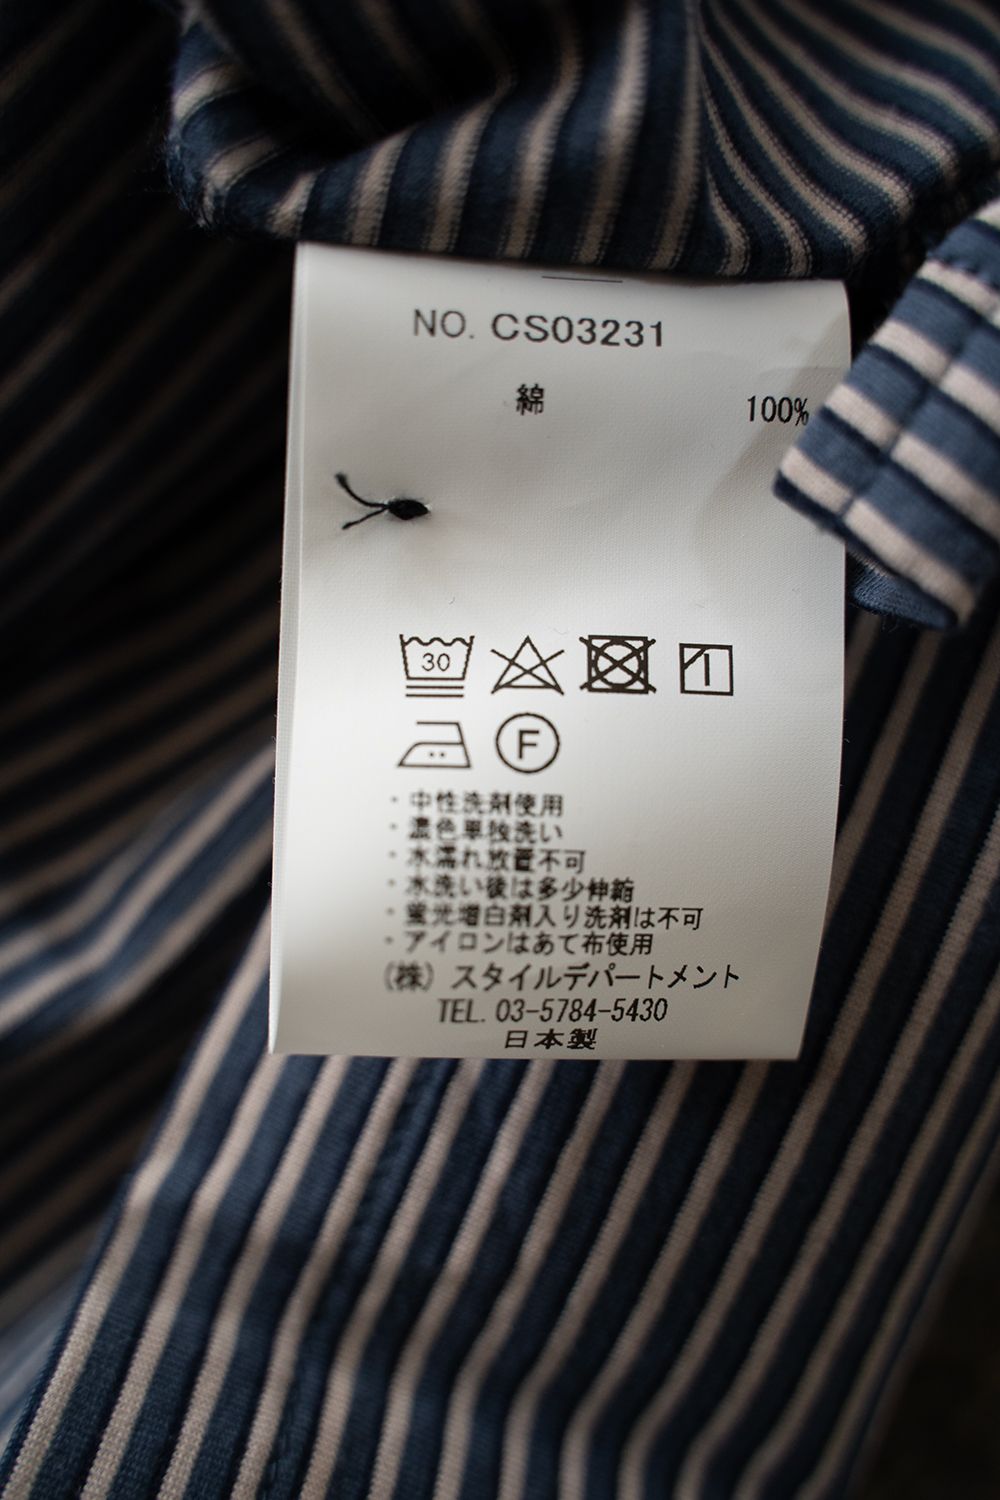 NO. CS03231
綿 100%
30
F
・中性洗剤使用
・濃色単独洗い
・水濡れ放置不可
・水洗い後は多少伸縮
・蛍光増白剤入り洗剤は不可
・アイロンはあて布使用
(株) スタイルデパートメント
TEL. 03-5784-5430
日本製